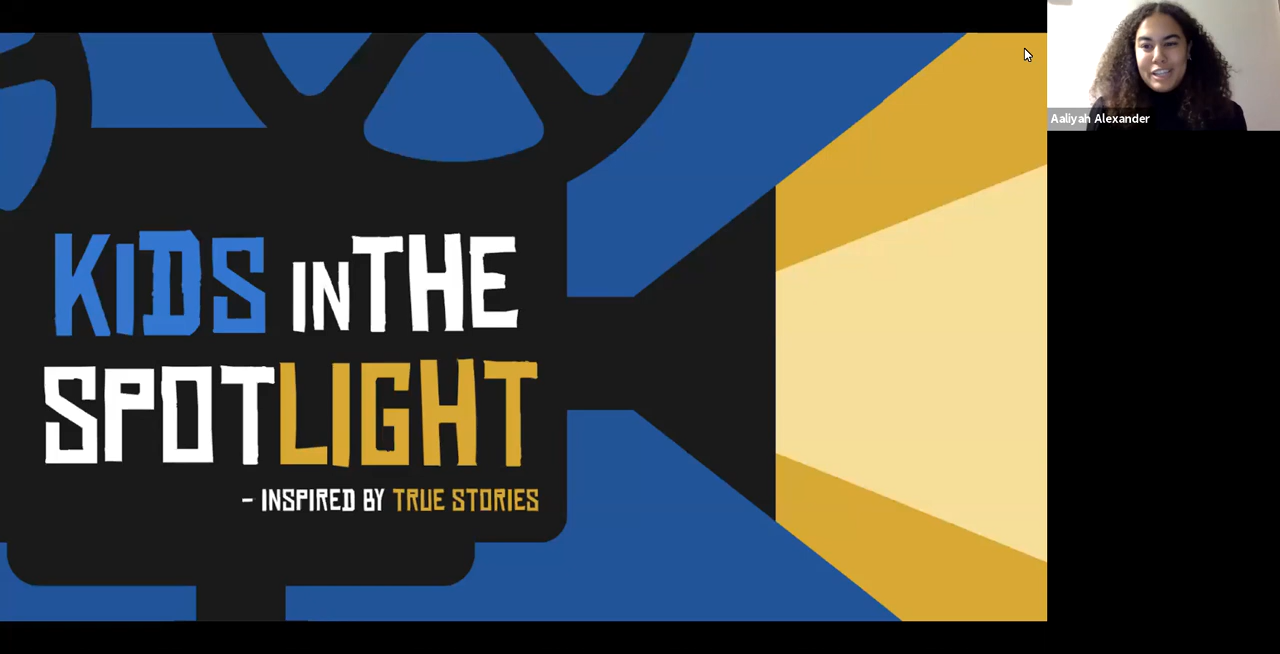 KIDS IN THE
SPOTLIGHT
– INSPIRED BY TRUE STORIES
Aaliyah Alexander